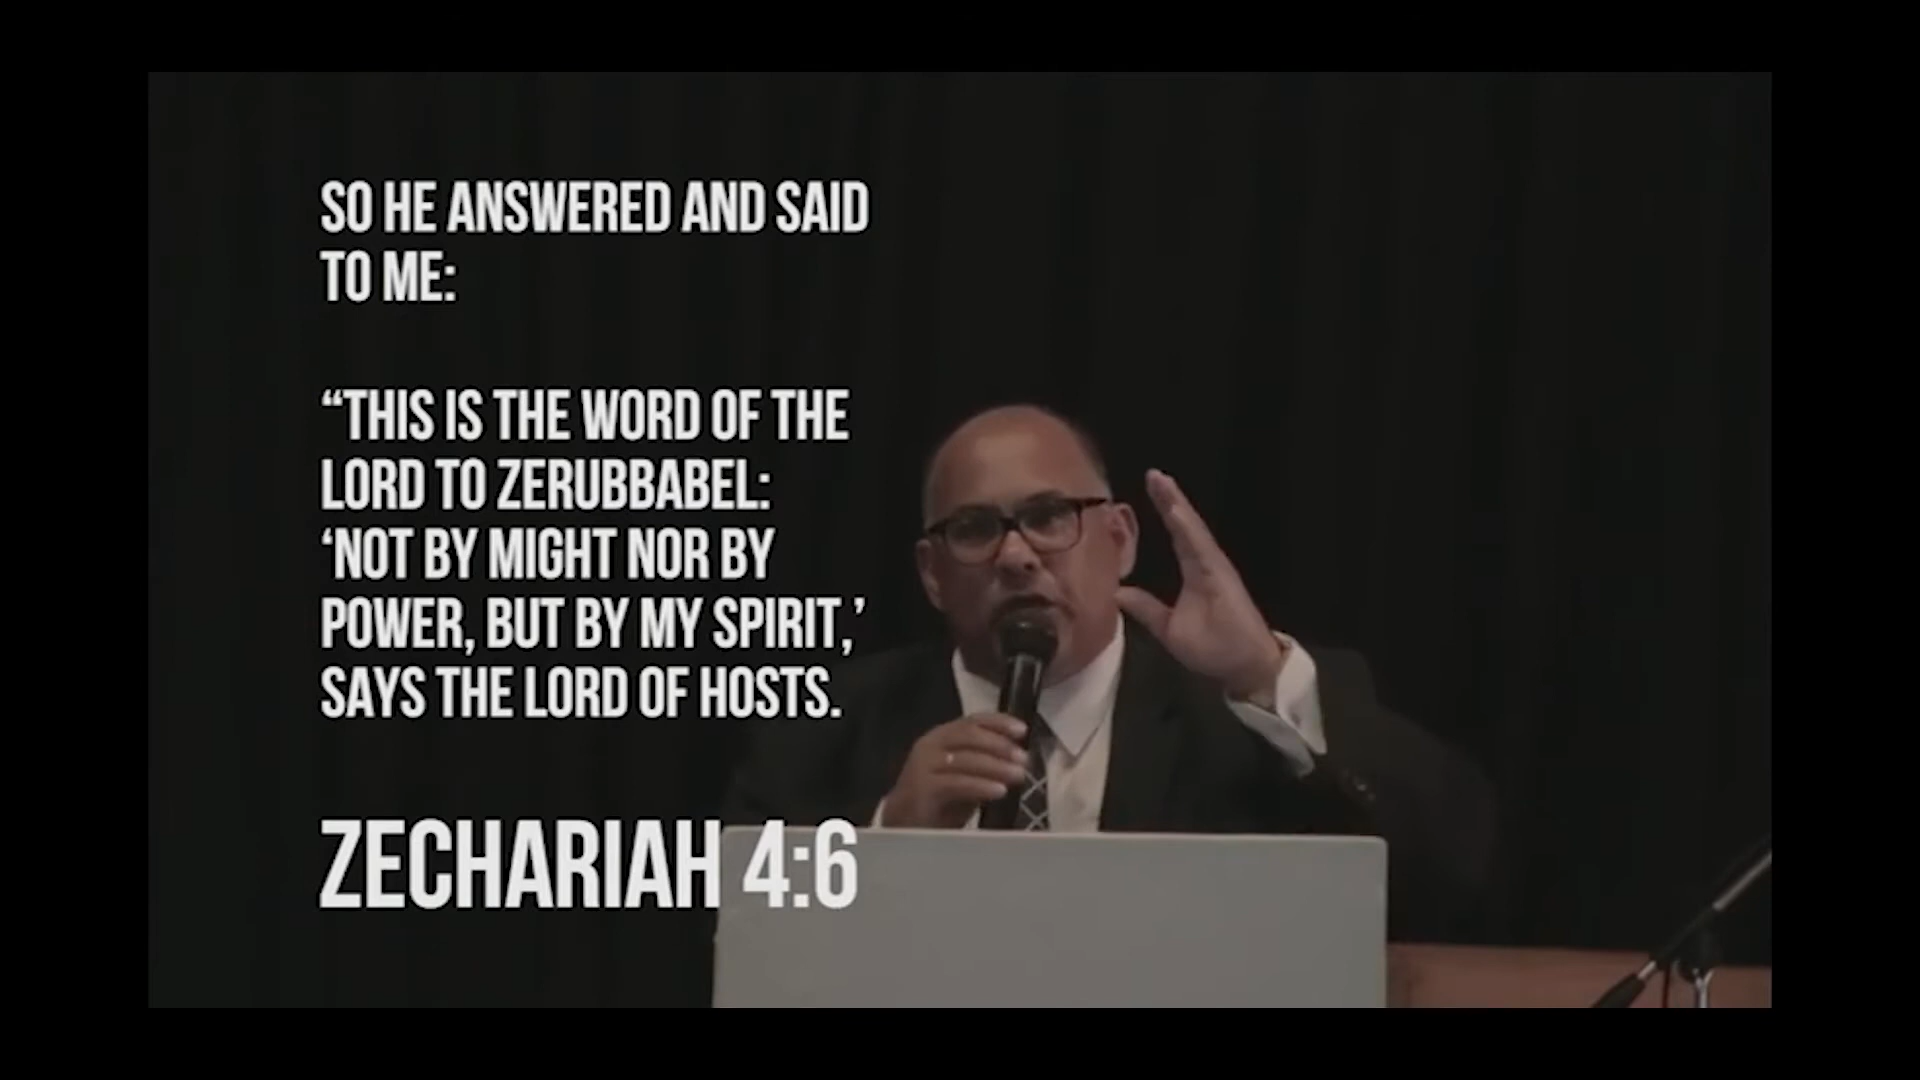 SO HE ANSWERED AND SAID
TO ME:
“THIS IS THE WORD OF THE
LORD TO ZERUBBABEL:
‘NOT BY MIGHT NOR BY
POWER, BUT BY MY SPIRIT,’
SAYS THE LORD OF HOSTS.
ZECHARIAH 4:6